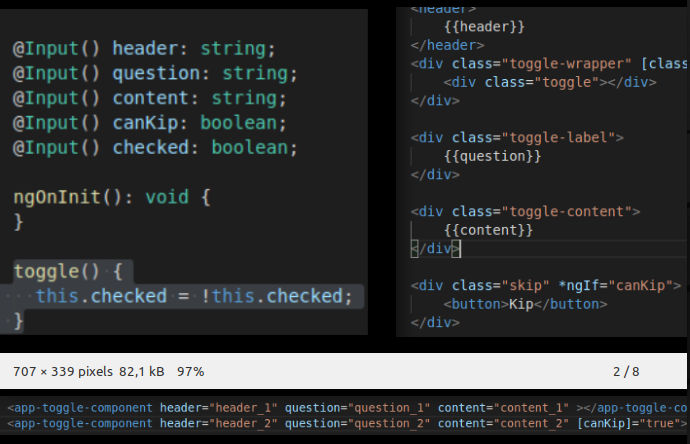 @Input() header: string;
@Input() question: string;
@Input() content: string;
@Input() canKip: boolean;
@Input() checked: boolean;
ngOnInit(): void {
}
toggle() {
this.checked = !this.checked;
}
<header>
{{header}}
</header>
<div class="toggle-wrapper" [class
<div class="toggle"></div>
</div>
<div class="toggle-label">
{{question}}
</div>
<div class="toggle-content">
{{content}}
</div>
<div class="skip" *ngIf="canKip">
<button>Kip</button>
</div>
707 × 339 pixels 82,1 kB 97% 2 / 8
<app-toggle-component header="header_1" question="question_1" content="content_1" ></app-toggle-co
<app-toggle-component header="header_2" question="question_2" content="content_2" [canKip]="true">